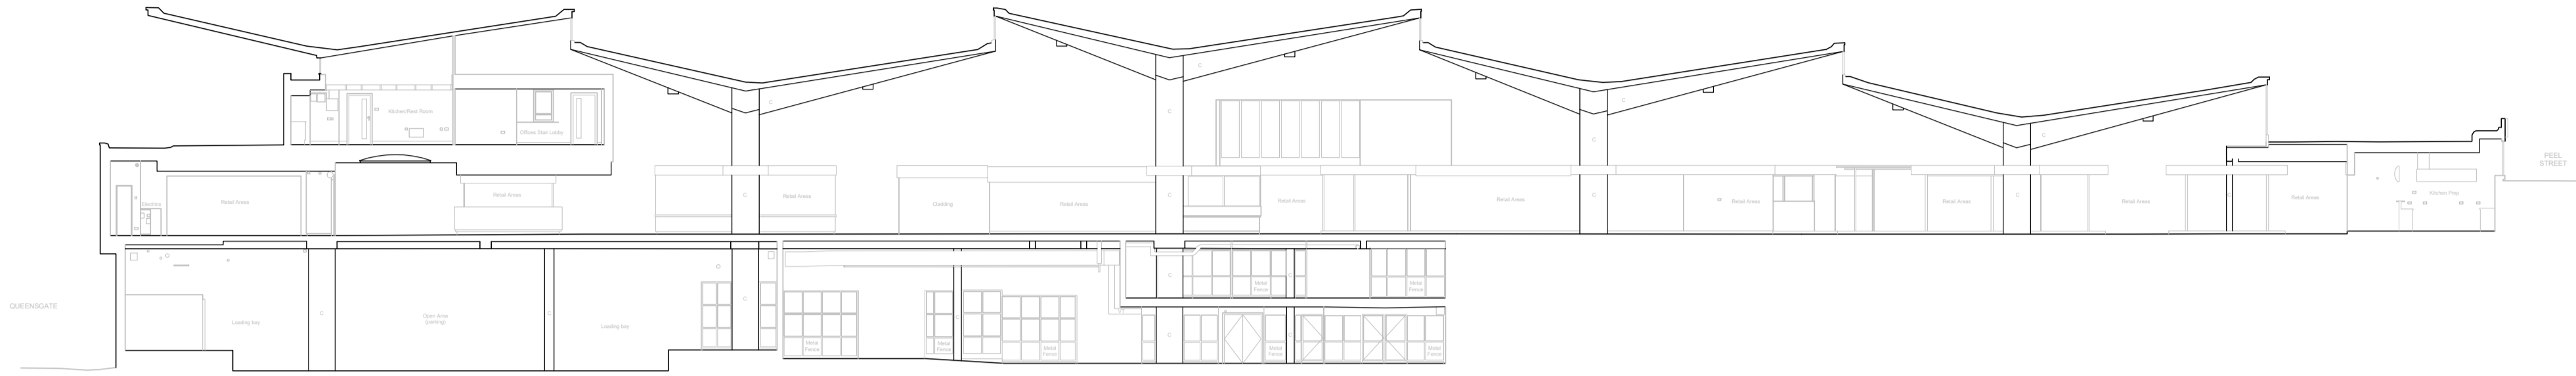 C
Kitchen/Rest Room
Offices Stair Lobby
C
C
C
C
PEEL
STREET
Electrics
Retail Areas
Retail Areas
C
Retail Areas
Cladding
Retail Areas
C
Retail Areas
Retail Areas
C
Retail Areas
Retail Areas
C
Retail Areas
C
Retail Areas
Kitchen Prep
QUEENSGATE
Loading bay
C
Open Area
(parking)
C
Loading bay
C
Metal
Fence
Metal
Fence
C
Metal
Fence
C
Metal
Fence
C
Metal
Fence
C
Metal
Fence
C
Metal
Fence